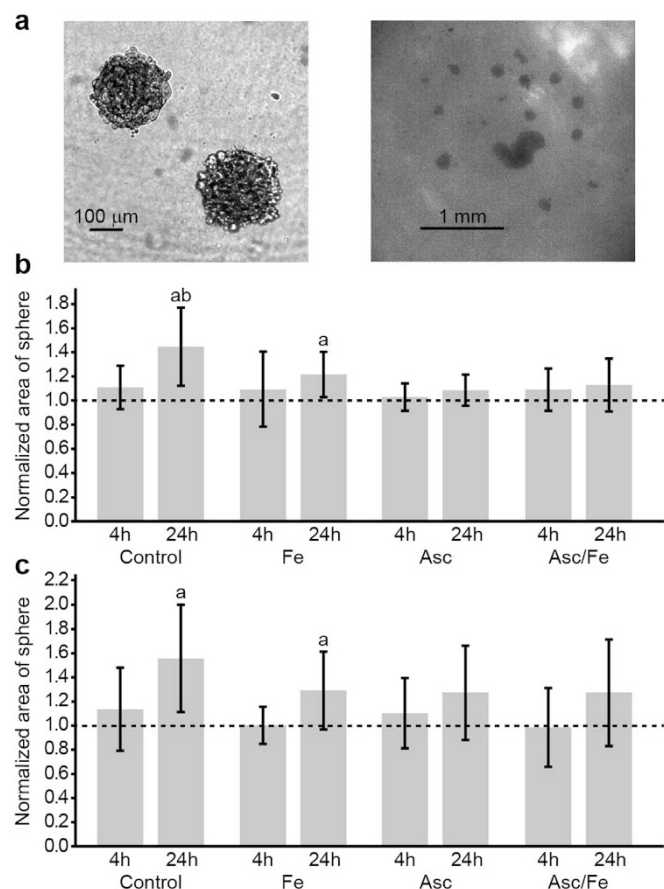 a
100 μm
1 mm
b
Normalized area of sphere
1.8
1.6
1.4
1.2
1.0
0.8
0.6
0.4
0.2
0.0
ab
a
4h 24h 4h 24h 4h 24h 4h 24h
Control Fe Asc Asc/Fe
c
Normalized area of sphere
2.2
2.0
1.8
1.6
1.4
1.2
1.0
0.8
0.6
0.4
0.2
0.0
a a
4h 24h 4h 24h 4h 24h 4h 24h
Control Fe Asc Asc/Fe